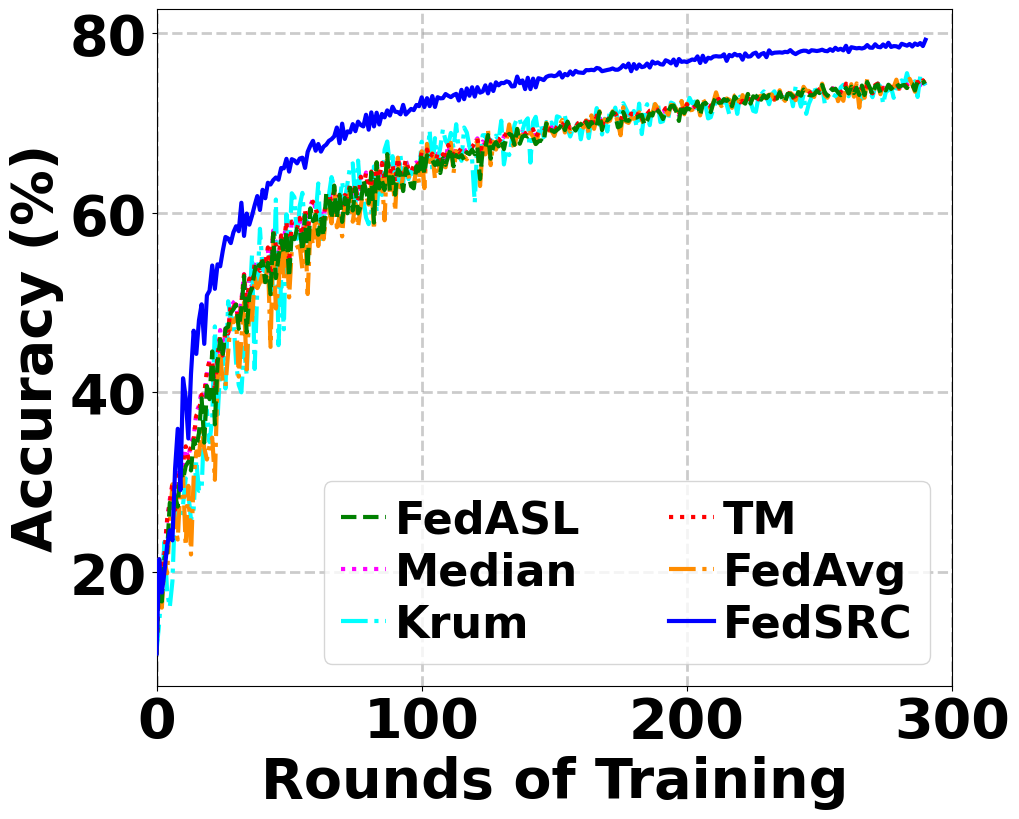 Accuracy (%)
80
60
40
20
FedASL
Median
Krum
TM
FedAvg
FedSRC
0 100 200 300
Rounds of Training